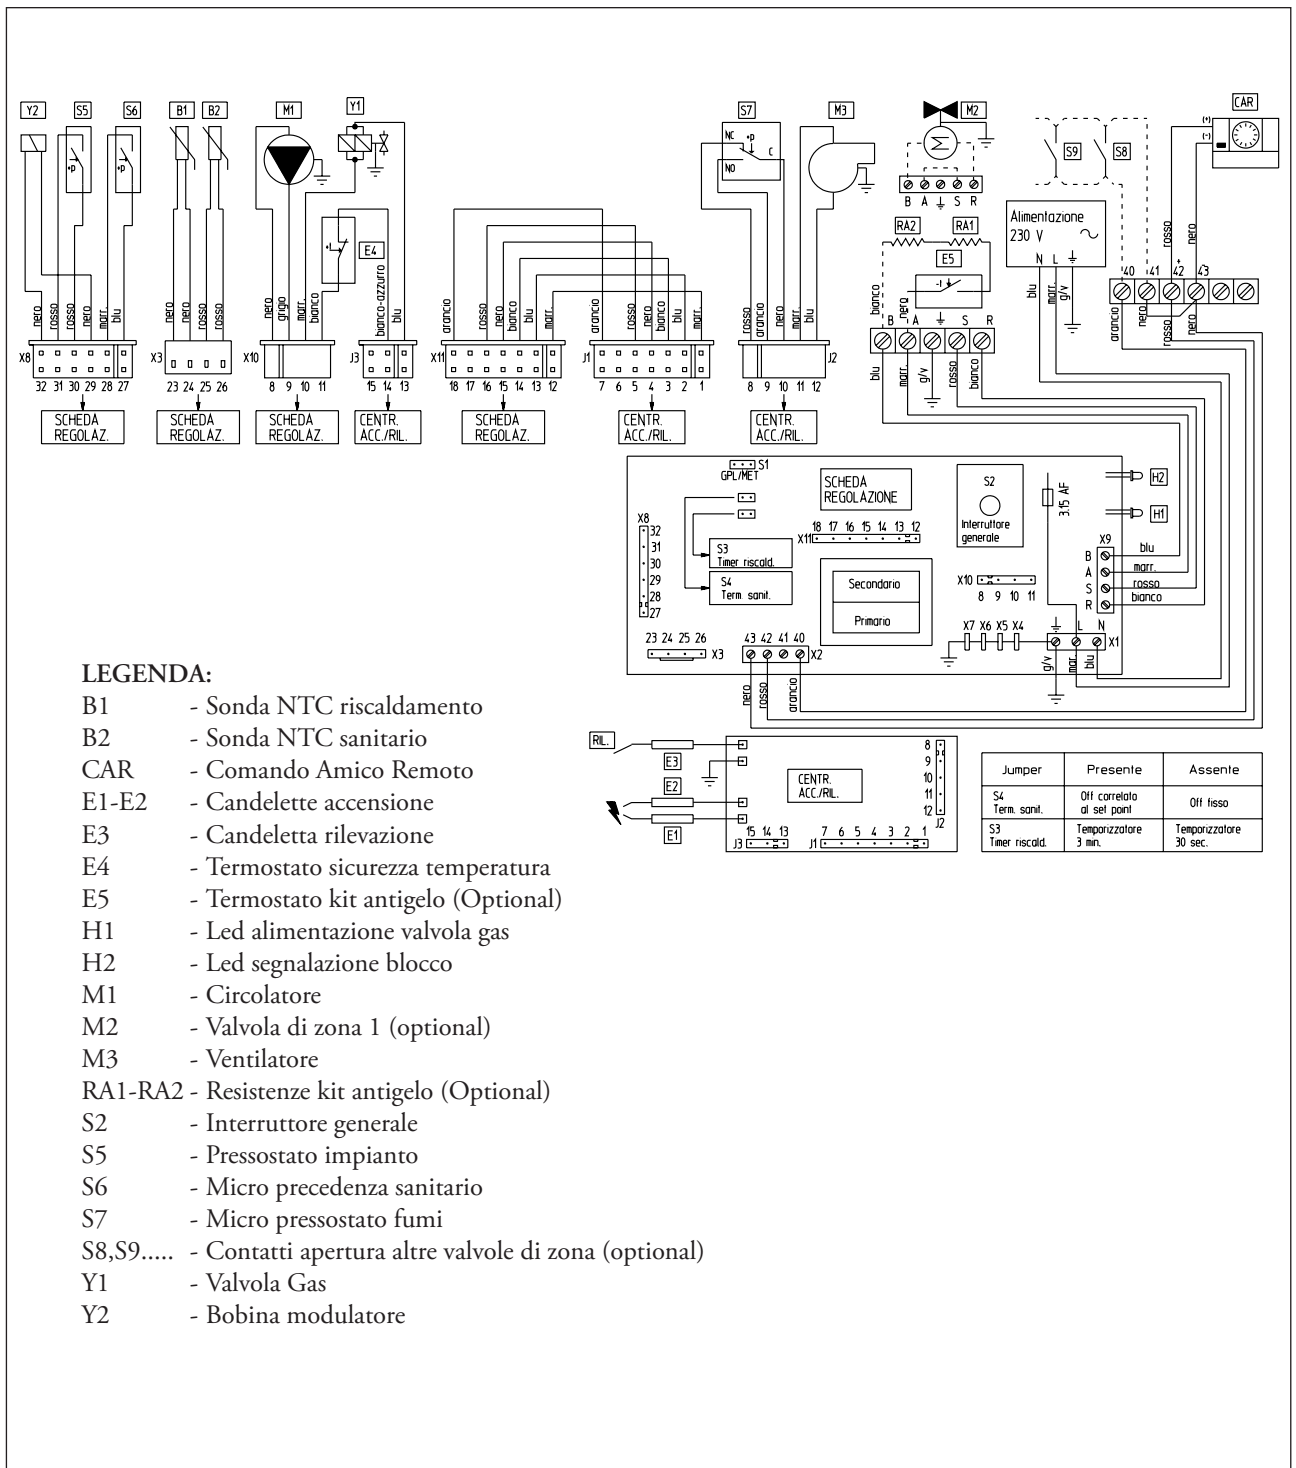 Y2 S5 S6 B1 B2 M1 Y1 S7 M3 M2 CAR
NC P C
NO
(+)
(-)
S9 S8
B A S R
P P
E4
RA2 RA1
E5
Alimentazione
230 V
N L
blu marr. g/v
rosso nero
40 41 42 43
+
arancio nero rosso nero
nero rosso rosso nero marr. blu
nero nero rosso rosso
nero grigio marr. bianco
bianco-azzurro blu
arancio rosso nero bianco blu marr.
arancio rosso nero bianco blu marr.
rosso arancio nero marr. blu
bianco nero
B A S R
blu marr. g/v rosso bianco
X8 X3 X10 J3 X11 J1 J2
32 31 30 29 28 27
23 24 25 26
8 9 10 11
15 14 13
18 17 16 15 14 13 12
7 6 5 4 3 2 1
8 9 10 11 12
SCHEDA
REGOLAZ.
SCHEDA
REGOLAZ.
SCHEDA
REGOLAZ.
CENTR.
ACC./RIL.
SCHEDA
REGOLAZ.
CENTR.
ACC./RIL.
CENTR.
ACC./RIL.
S1
GPL/MET
SCHEDA
REGOLAZIONE
S2
Interruttore
generale
3.15 AF
H2
H1
X8
32
31
30
29
28
27
X11 18 17 16 15 14 13 12
S3
Timer riscald.
S4
Term. sanit.
Secondario
Primario
X10
8 9 10 11
X9
B blu
A marr.
S rosso
R bianco
X7 X6 X5 X4
L N
X1
g/v mar. blu
23 24 25 26
X3
43 42 41 40
X2
nero rosso arancio
RIL.
E3
E2
E1
CENTR.
ACC./RIL.
8
9
10
11
12
J2
J3 15 14 13
J1 7 6 5 4 3 2 1
Jumper Presente Assente
S4
Term. sanit.
Off correlato
al set point
Off fisso
S3
Timer riscald.
Temporizzatore
3 min.
Temporizzatore
30 sec.
LEGENDA:
B1 - Sonda NTC riscaldamento
B2 - Sonda NTC sanitario
CAR - Comando Amico Remoto
E1-E2 - Candelette accensione
E3 - Candeletta rilevazione
E4 - Termostato sicurezza temperatura
E5 - Termostato kit antigelo (Optional)
H1 - Led alimentazione valvola gas
H2 - Led segnalazione blocco
M1 - Circolatore
M2 - Valvola di zona 1 (optional)
M3 - Ventilatore
RA1-RA2 - Resistenze kit antigelo (Optional)
S2 - Interruttore generale
S5 - Pressostato impianto
S6 - Micro precedenza sanitario
S7 - Micro pressostato fumi
S8,S9..... - Contatti apertura altre valvole di zona (optional)
Y1 - Valvola Gas
Y2 - Bobina modulatore